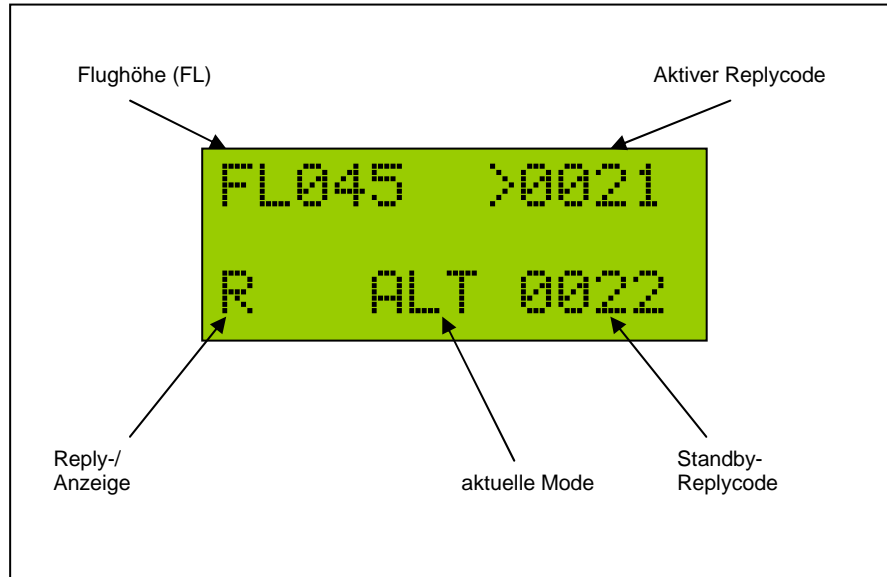 Flughöhe (FL)
Aktiver Replycode
FL045 >0021
R ALT 0022
Reply-/
Anzeige
aktuelle Mode
Standby-
Replycode